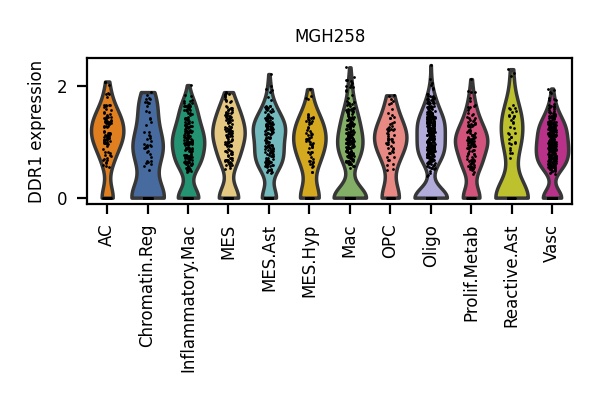 MGH258
DDR1 expression
2
0
AC
Chromatin.Reg
Inflammatory.Mac
MES
MES.Ast
MES.Hyp
Mac
OPC
Oligo
Prolif.Metab
Reactive.Ast
Vasc